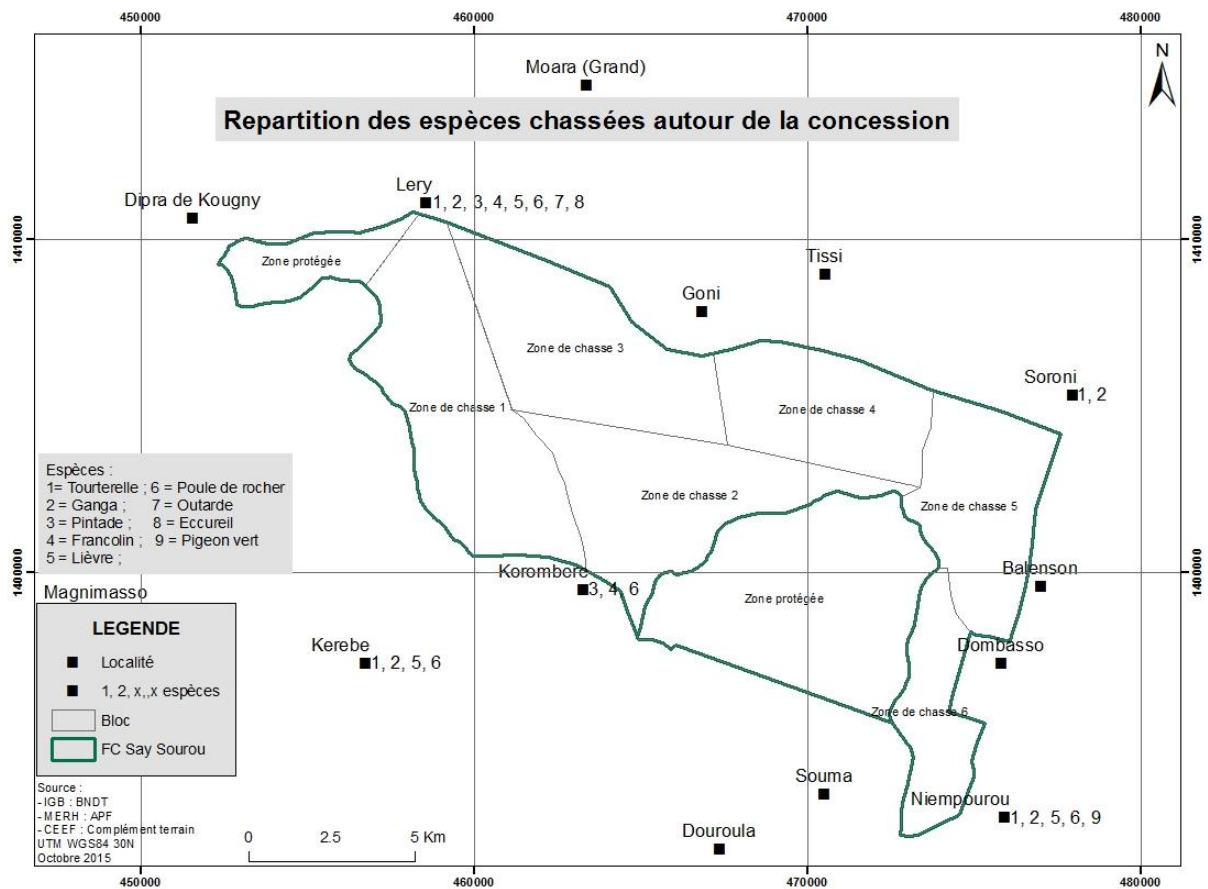 450000 460000 470000 480000
N
Moara (Grand)
Repartition des espèces chassées autour de la concession
Lery
1, 2, 3, 4, 5, 6, 7, 8
Dipra de Kougny
1410000 1410000
Zone protégée
Tissi
Goni
Zone de chasse 3
Soroni
1, 2
Zone de chasse 1
Zone de chasse 4
Espèces :
1= Tourterelle ; 6 = Poule de rocher
2 = Ganga ; 7 = Outarde
3 = Pintade ; 8 = Eccureil
4 = Francolin ; 9 = Pigeon vert
5 = Lièvre ;
Zone de chasse 2
Zone de chasse 5
Korombere
3, 4, 6
1400000
Balenson
Magnimasso
Zone protégée
LEGENDE
Localité
1, 2, x,,x espèces
Bloc
FC Say Sourou
Kerebe
1, 2, 5, 6
Dombasso
Zone de chasse 6
Souma
Niempourou
1, 2, 5, 6, 9
Douroula
Source :
-IGB : BNDT
-MERH : APF
-CEEF : Complément terrain
UTM WGS84 30N
Octobre 2015
0 2.5 5 Km
450000 460000 470000 480000
1400000